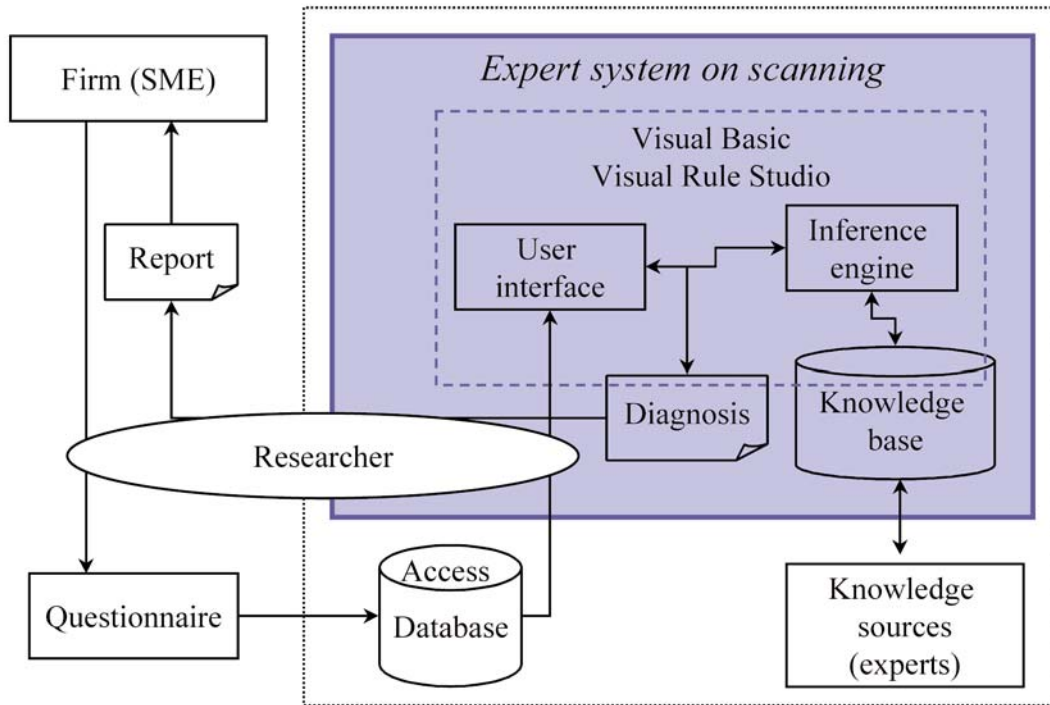 Firm (SME)
Expert system on scanning
Visual Basic
Visual Rule Studio
Report
User
interface
Inference
engine
Diagnosis
Knowledge
base
Researcher
Questionnaire
Access
Database
Knowledge
sources
(experts)